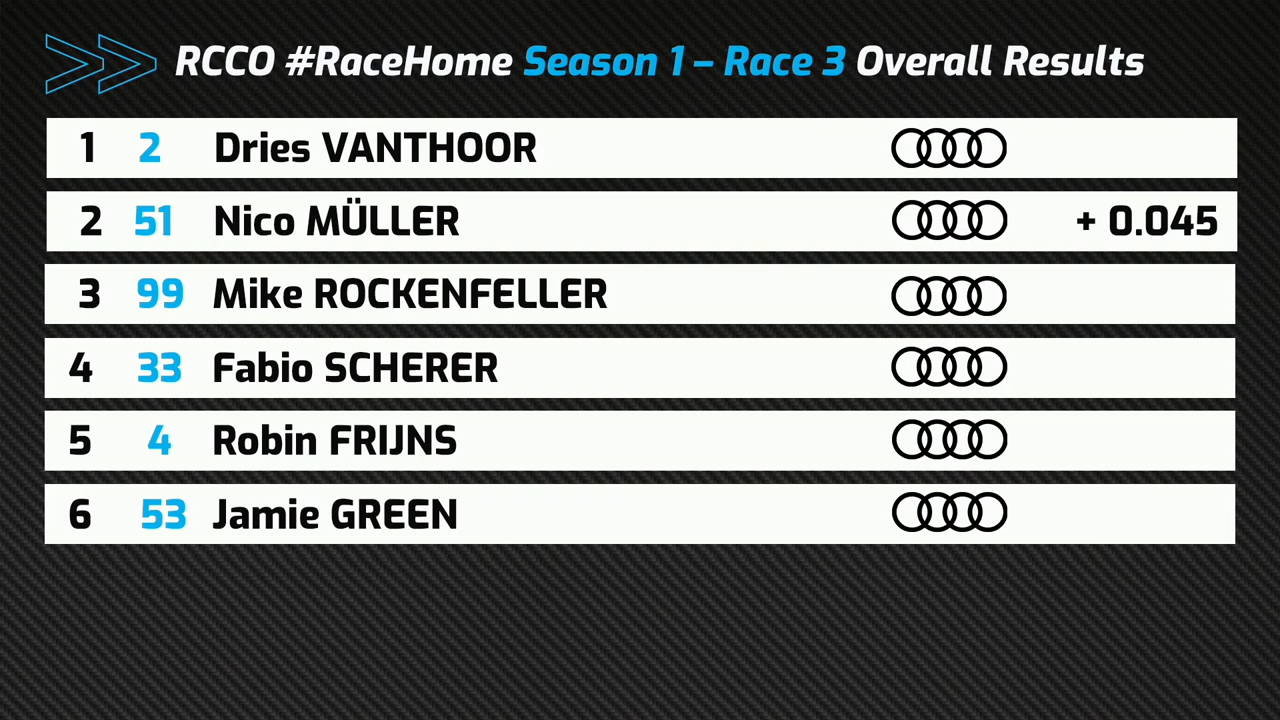 RCCO #RaceHome Season 1 – Race 3 Overall Results
1 2 Dries VANTHOOR
2 51 Nico MÜLLER + 0.045
3 99 Mike ROCKENFELLER
4 33 Fabio SCHERER
5 4 Robin FRIJNS
6 53 Jamie GREEN